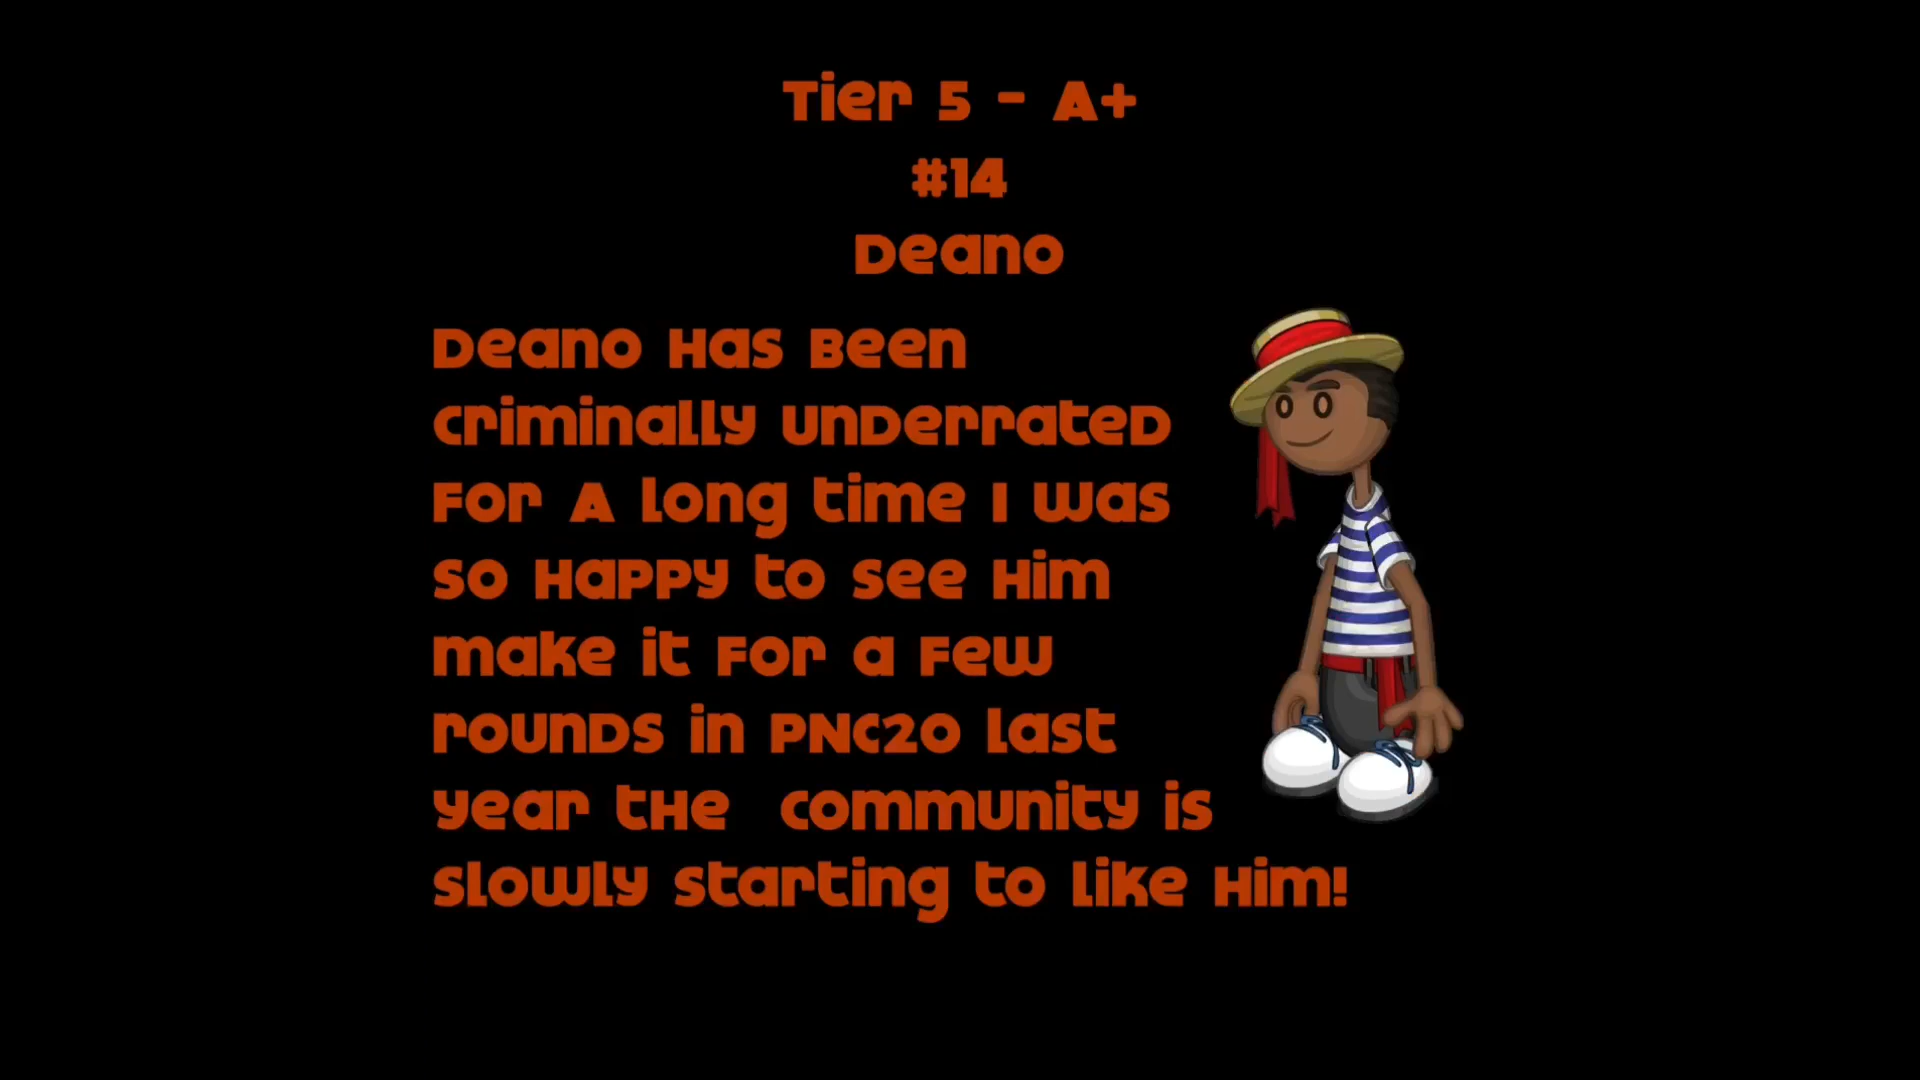 Tier 5 - A+
#14
Deano
Deano has been
criminally underrated
for a long time I was
so happy to see him
make it for a few
rounds in PNC20 last
year the  community is
slowly starting to like him!